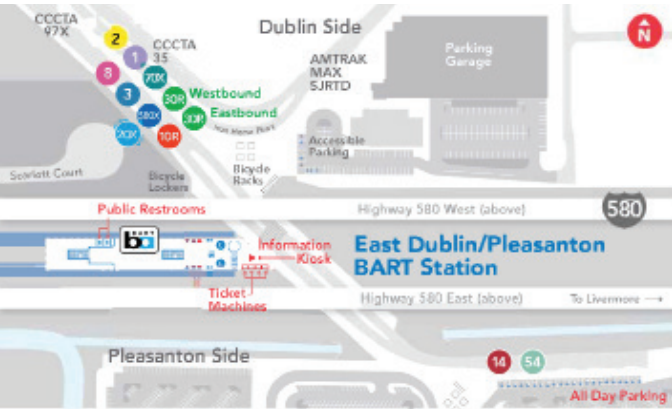 CCCTA
97X
Dublin Side
N
2
CCCTA
35
1
AMTRAK
MAX
SJRTD
Parking
Garage
8
70X
3
30R
Westbound
580X
30R
Eastbound
20X
10R
Accessible
Parking
Scarlett Court
Bicycle
Lockers
Bicycle
Racks
Public Restrooms
Highway 580 West (above)
580
BART
ba
Information
Kiosk
East Dublin/Pleasanton
BART Station
Ticket
Machines
Highway 580 East (above)
To Livermore
Pleasanton Side
14
54
All Day Parking